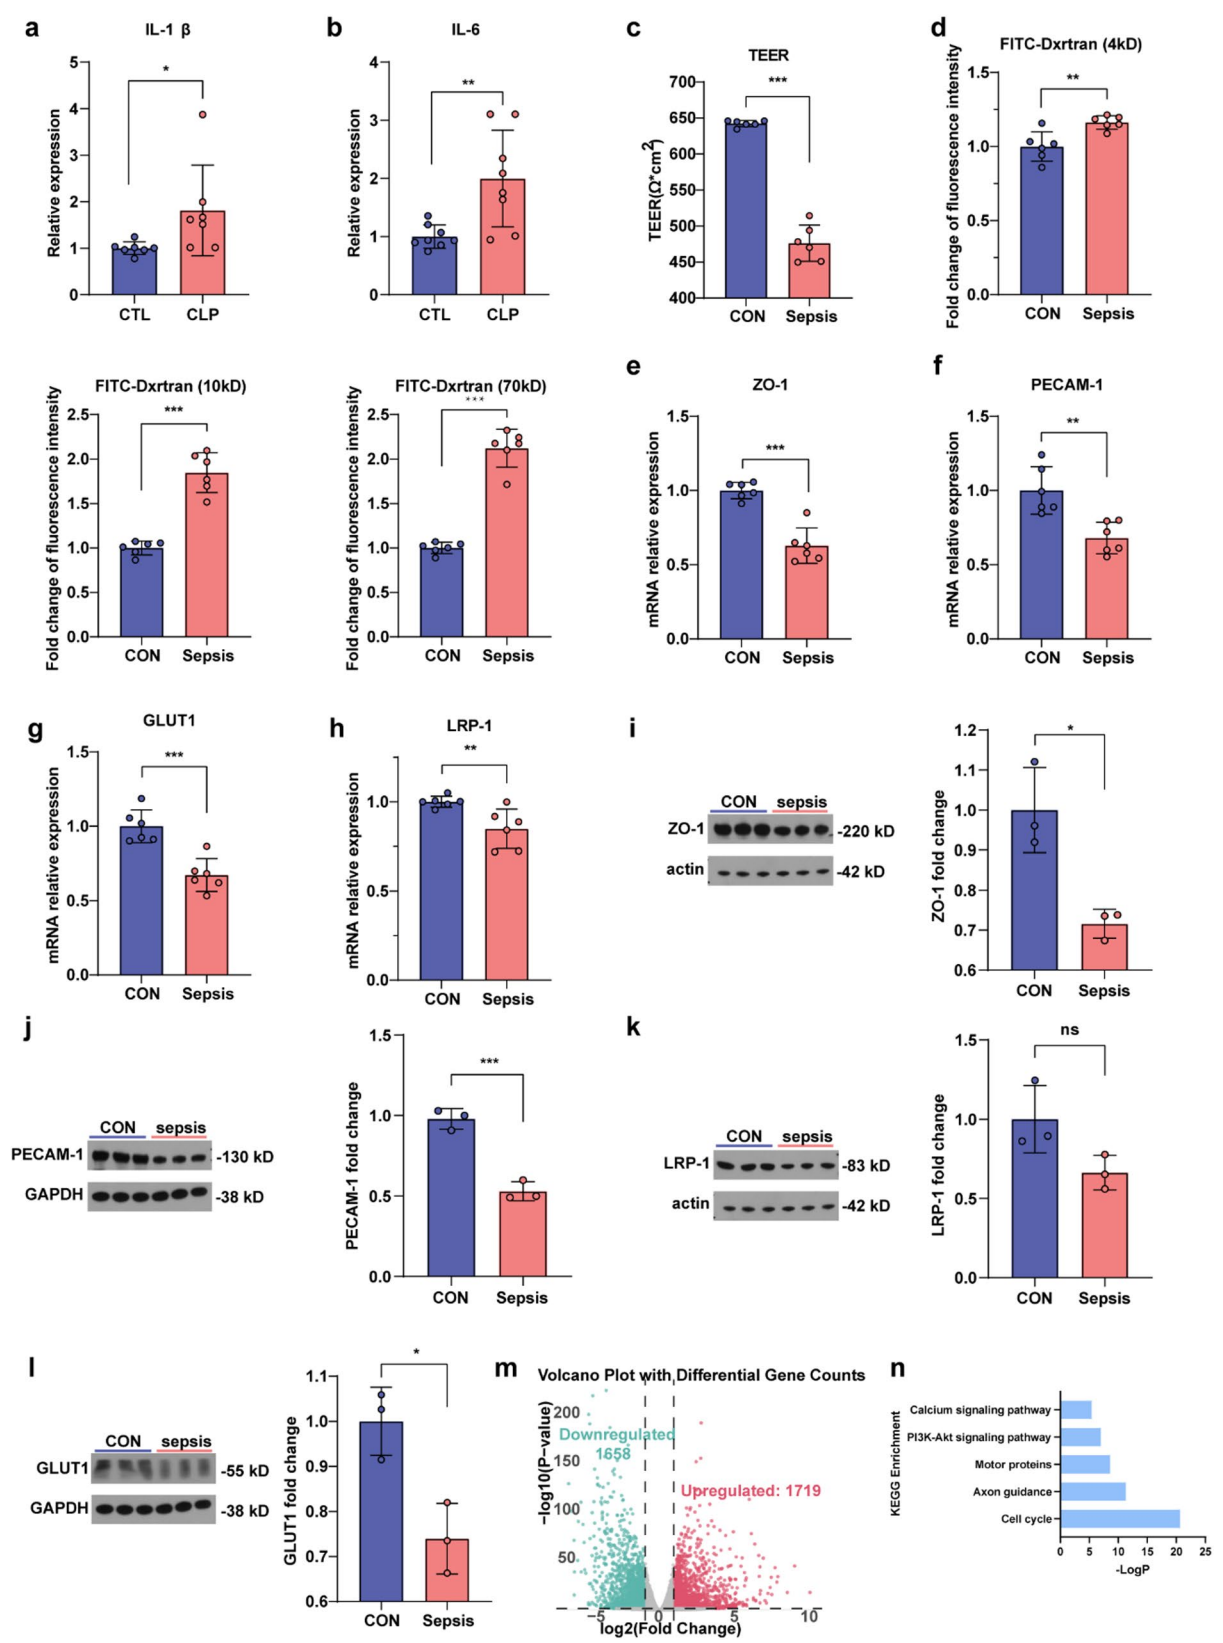 a
IL-1 β
Relative expression
5
4
3
2
1
0
*
CTL
CLP
b
IL-6
Relative expression
4
3
2
1
0
**
CTL
CLP
c
TEER
TEER(Ω*cm2)
700
650
600
550
500
450
400
***
CON
Sepsis
d
FITC-Dxrtran (4kD)
Fold change of fluorescence intensity
1.5
1.0
0.5
0.0
**
CON
Sepsis
FITC-Dxrtran (10kD)
Fold change of fluorescence intensity
2.5
2.0
1.5
1.0
0.5
0.0
***
CON
Sepsis
FITC-Dxrtran (70kD)
Fold change of fluorescence intensity
2.5
2.0
1.5
1.0
0.5
0.0
***
CON
Sepsis
e
ZO-1
mRNA relative expression
1.5
1.0
0.5
0.0
***
CON
Sepsis
f
PECAM-1
mRNA relative expression
1.5
1.0
0.5
0.0
**
CON
Sepsis
g
GLUT1
mRNA relative expression
1.5
1.0
0.5
0.0
***
CON
Sepsis
h
LRP-1
mRNA relative expression
1.0
0.5
0.0
**
CON
Sepsis
i
CON sepsis
ZO-1
-220 kD
actin
-42 kD
ZO-1 fold change
1.2
1.1
1.0
0.9
0.8
0.7
0.6
*
CON
Sepsis
j
CON sepsis
PECAM-1
-130 kD
GAPDH
-38 kD
PECAM-1 fold change
1.5
1.0
0.5
0.0
***
CON
Sepsis
k
CON sepsis
LRP-1
-83 kD
actin
-42 kD
LRP-1 fold change
1.5
1.0
0.5
0.0
ns
CON
Sepsis
l
CON sepsis
GLUT1
-55 kD
GAPDH
-38 kD
GLUT1 fold change
1.1
1.0
0.9
0.8
0.7
0.6
*
CON
Sepsis
m
Volcano Plot with Differential Gene Counts
−log10(P−value)
200
150
100
50
Downregulated
1658
Upregulated: 1719
−5
0
5
10
log2(Fold Change)
n
KEGG Enrichment
Calcium signaling pathway
PI3K-Akt signaling pathway
Motor proteins
Axon guidance
Cell cycle
0
5
10
15
20
25
-LogP